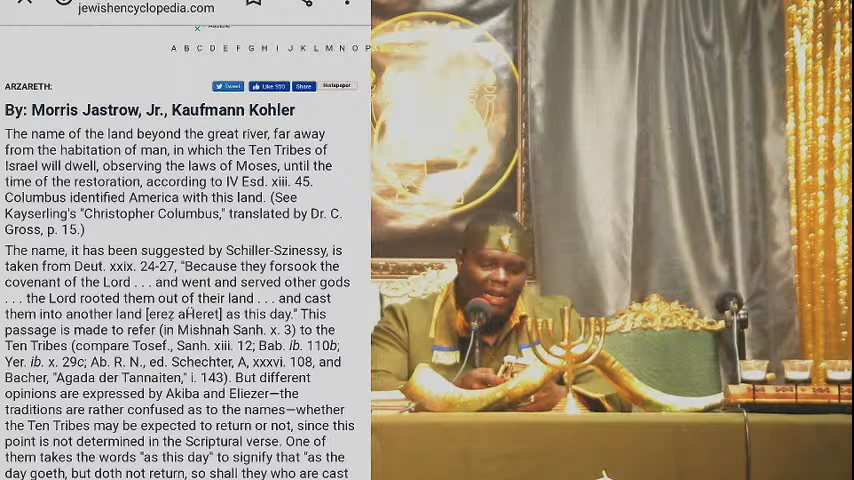 jewishencyclopedia.com
A B C D E F G H I J K L M N O P
ARZARETH:
Tweet Like 950 Share
By: Morris Jastrow, Jr., Kaufmann Kohler
The name of the land beyond the great river, far away
from the habitation of man, in which the Ten Tribes of
Israel will dwell, observing the laws of Moses, until the
time of the restoration, according to IV Esd. xiii. 45.
Columbus identified America with this land. (See
Kayserling's "Christopher Columbus," translated by Dr. C.
Gross, p. 15.)
The name, it has been suggested by Schiller-Szinessy, is
taken from Deut. xxix. 24-27, "Because they forsook the
covenant of the Lord . . . and went and served other gods
. . . the Lord rooted them out of their land . . . and cast
them into another land [ereẓ aḤeret] as this day." This
passage is made to refer (in Mishnah Sanh. x. 3) to the
Ten Tribes (compare Tosef., Sanh. xiii. 12; Bab. ib. 110b;
Yer. ib. x. 29c; Ab. R. N., ed. Schechter, A, xxxvi. 108, and
Bacher, "Agada der Tannaiten," i. 143). But different
opinions are expressed by Akiba and Eliezer—the
traditions are rather confused as to the names—whether
the Ten Tribes may be expected to return or not, since this
point is not determined in the Scriptural verse. One of
them takes the words "as this day" to signify that "as the
day goeth, but doth not return, so shall they who are cast